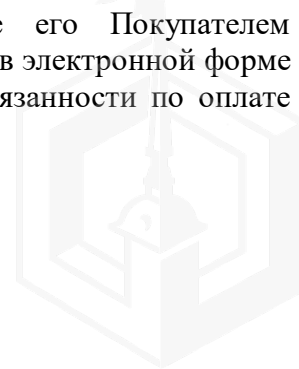 е его Покупателем
в электронной форме
язанности по оплате